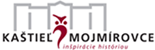 KAŠTIEĽ MOJMÍROVCE
inšpirácie históriou